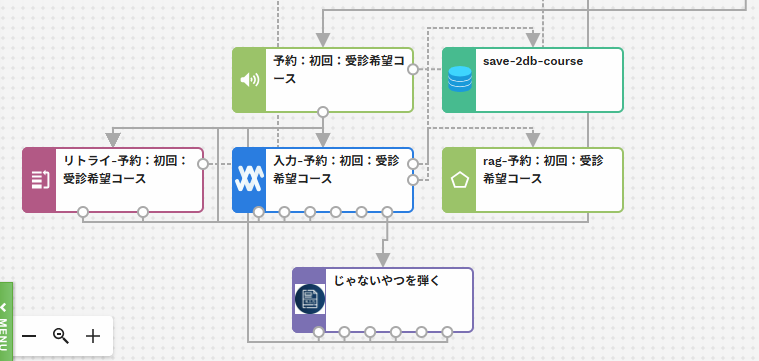 予約：初回：受診希望コ
ース
save-2db-course
リトライ-予約：初回：
受診希望コース
入力-予約：初回：受診
希望コース
rag-予約：初回：受診
希望コース
じゃないやつを弾く
MENU